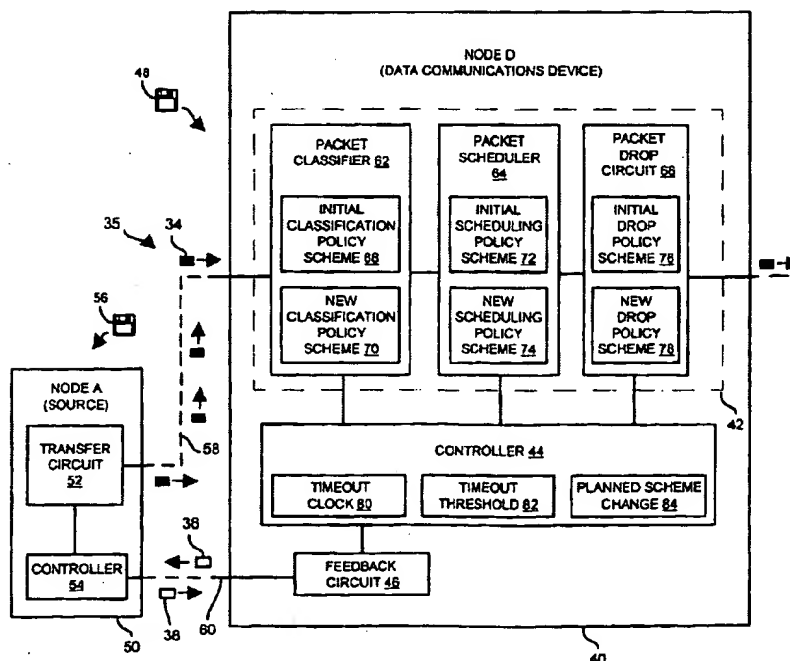 NODE D
(DATA COMMUNICATIONS DEVICE)
48
PACKET
CLASSIFIER 62
PACKET
SCHEDULER
64
PACKET
DROP
CIRCUIT 66
INITIAL
CLASSIFICATION
POLICY
SCHEME 68
INITIAL
SCHEDULING
POLICY
SCHEME 72
INITIAL
DROP
POLICY
SCHEME 76
NEW
CLASSIFICATION
POLICY
SCHEME 70
NEW
SCHEDULING
POLICY
SCHEME 74
NEW
DROP
POLICY
SCHEME 78
35
34
56
42
NODE A
(SOURCE)
TRANSFER
CIRCUIT
52
58
CONTROLLER 44
TIMEOUT
CLOCK 80
TIMEOUT
THRESHOLD 82
PLANNED SCHEME
CHANGE 84
CONTROLLER
54
38
38
60
FEEDBACK
CIRCUIT 46
50
40